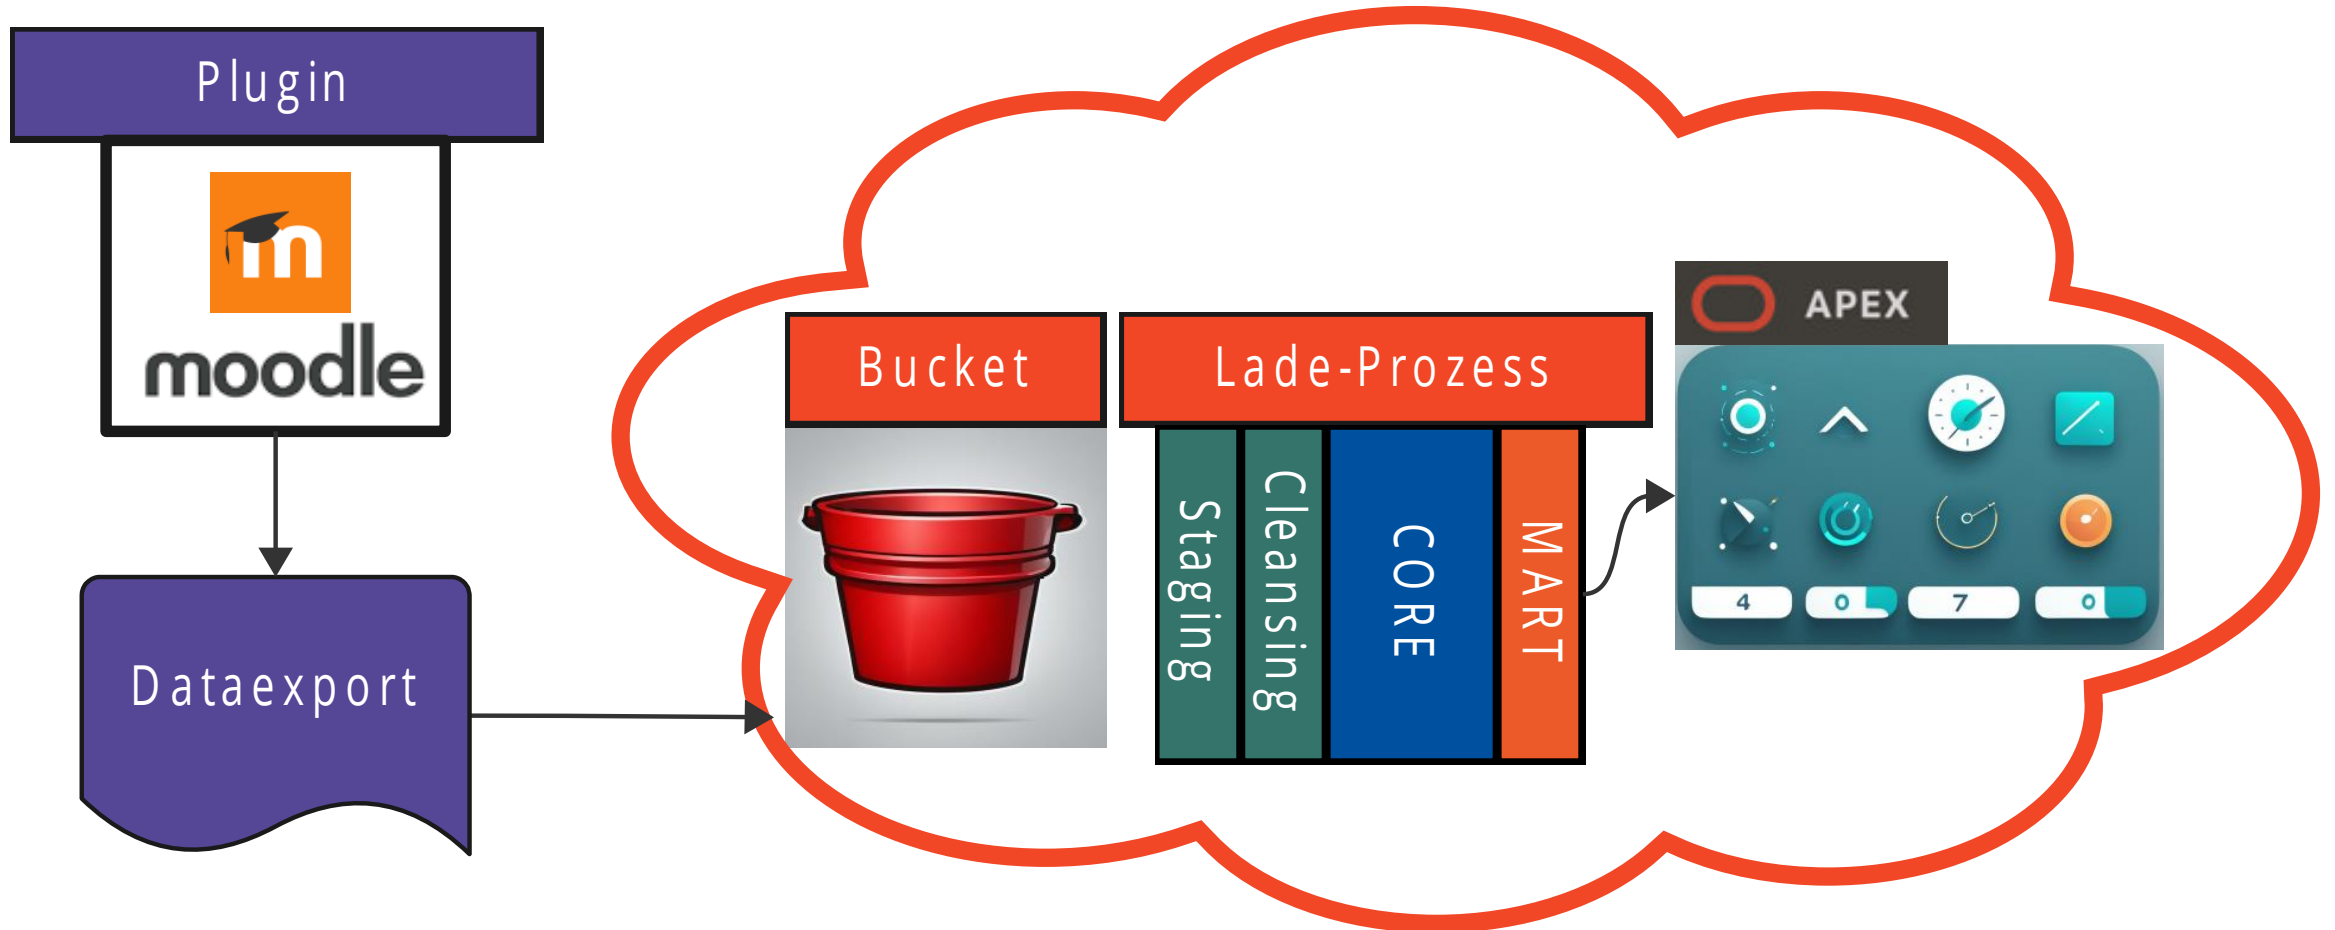 Plugin
m
moodle
Dataexport
Bucket
Lade-Prozess
Staging
Cleansing
CORE
MART
APEX
4
0
7
0